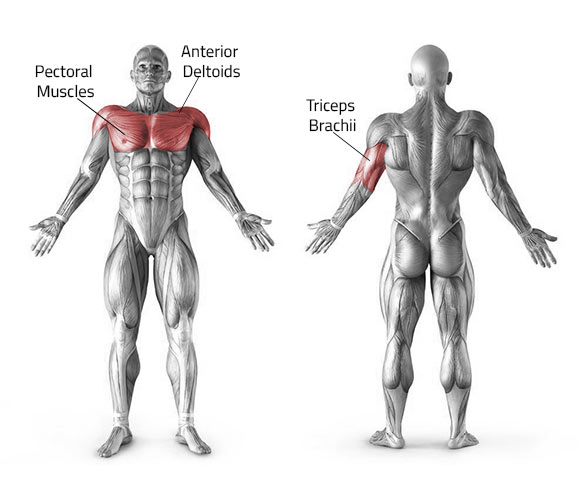 Anterior
Deltoids
Pectoral
Muscles
Triceps
Brachii